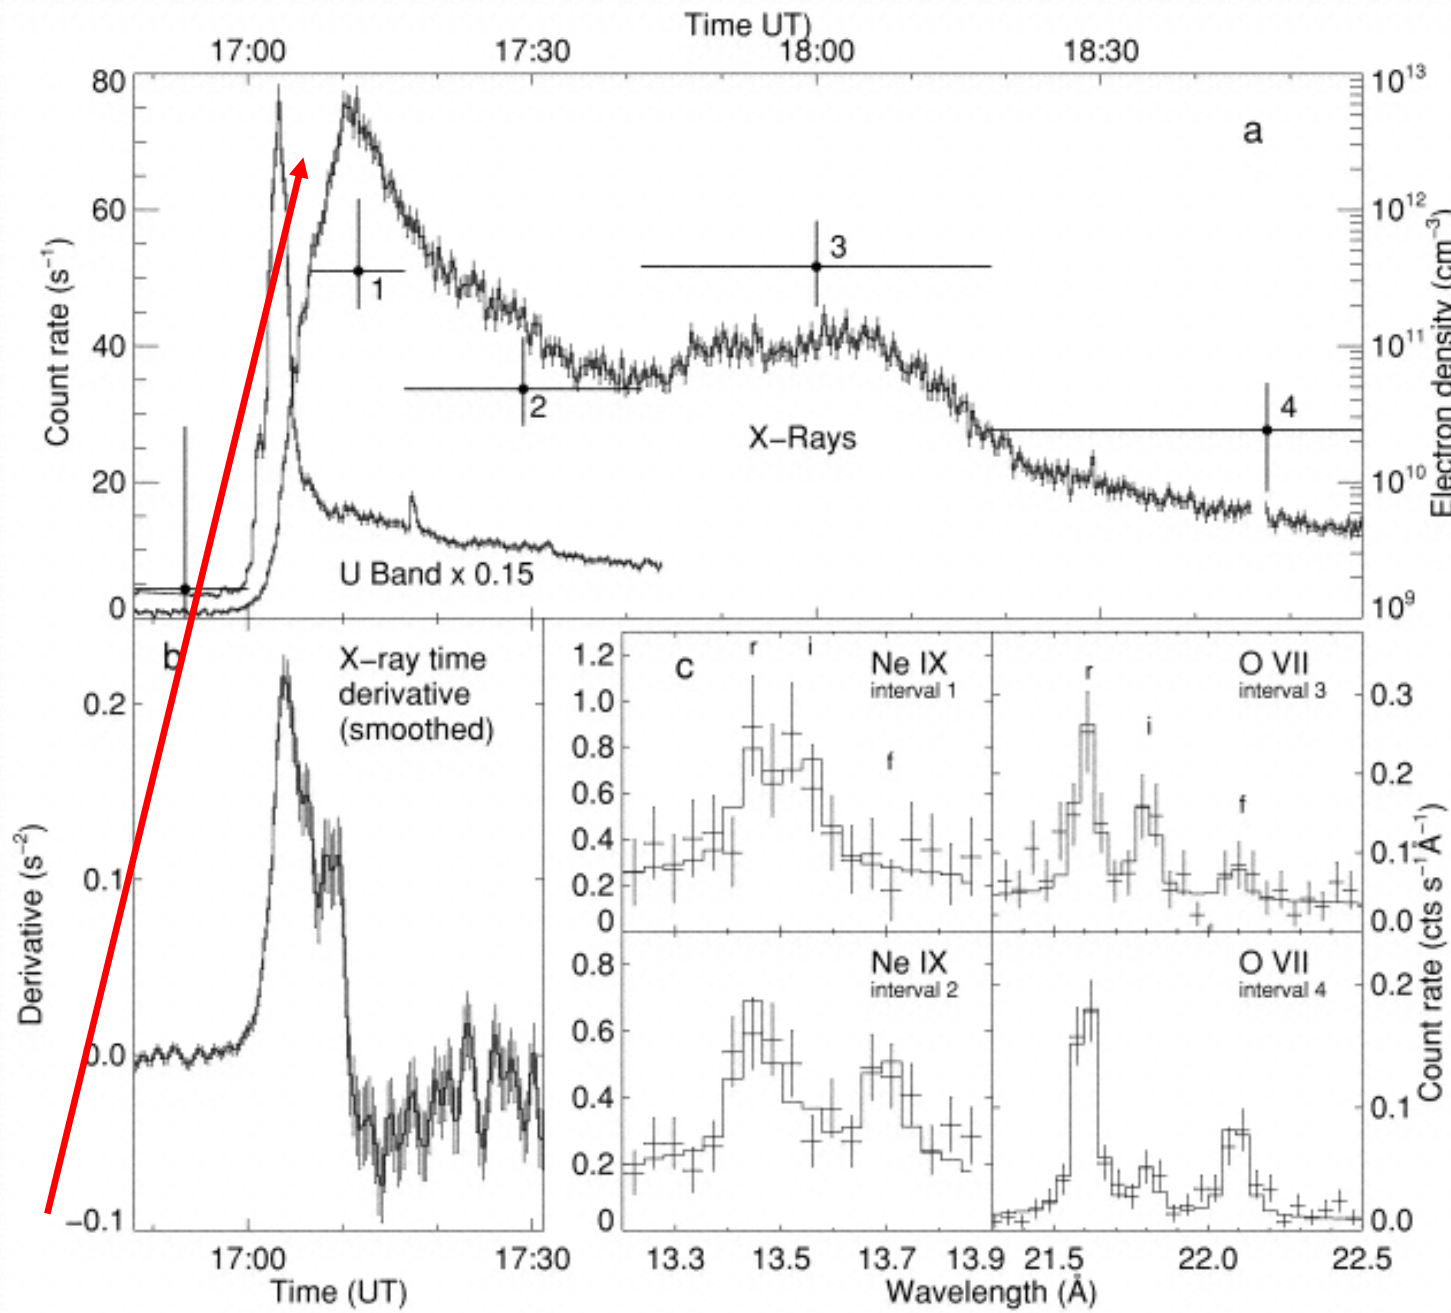 Time UT)
17:00 17:30 18:00 18:30
80 10¹³
a
60 10¹²
Count rate (s⁻¹)
Electron density (cm⁻³)
3
1
40 10¹¹
2
4
X−Rays
20 10¹⁰
U Band x 0.15
0 10⁹
b
X−ray time
derivative
(smoothed)
0.2
0.1
0.0
−0.1
Derivative (s⁻²)
17:00 17:30
Time (UT)
c
r i f
Ne IX
interval 1
1.2
1.0
0.8
0.6
0.4
0.2
0
r i f
O VII
interval 3
0.3
0.2
0.1
0.0
Ne IX
interval 2
0.8
0.6
0.4
0.2
0
O VII
interval 4
0.2
0.1
0.0
Count rate (cts s⁻¹Å⁻¹)
13.3 13.5 13.7 13.9 21.5 22.0 22.5
Wavelength (Å)